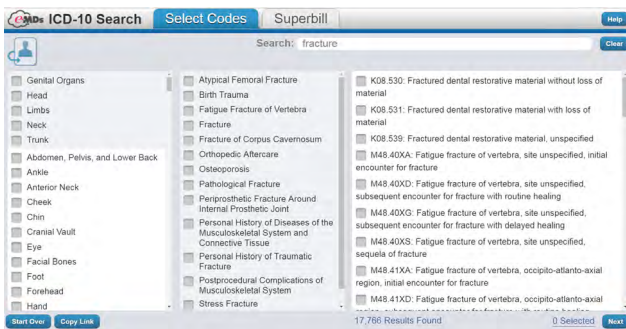 eMDs ICD-10 Search
Select Codes
Superbill
Help
Search: fracture
Clear
Genital Organs
Head
Limbs
Neck
Trunk
Abdomen, Pelvis, and Lower Back
Ankle
Anterior Neck
Cheek
Chin
Cranial Vault
Eye
Facial Bones
Foot
Forehead
Hand
Atypical Femoral Fracture
Birth Trauma
Fatigue Fracture of Vertebra
Fracture
Fracture of Corpus Cavernosum
Orthopedic Aftercare
Osteoporosis
Pathological Fracture
Periprosthetic Fracture Around
Internal Prosthetic Joint
Personal History of Diseases of the
Musculoskeletal System and
Connective Tissue
Personal History of Traumatic
Fracture
Postprocedural Complications of
Musculoskeletal System
Stress Fracture
K08.530: Fractured dental restorative material without loss of
material
K08.531: Fractured dental restorative material with loss of
material
K08.539: Fractured dental restorative material, unspecified
M48.40XA: Fatigue fracture of vertebra, site unspecified, initial
encounter for fracture
M48.40XD: Fatigue fracture of vertebra, site unspecified,
subsequent encounter for fracture with routine healing
M48.40XG: Fatigue fracture of vertebra, site unspecified,
subsequent encounter for fracture with delayed healing
M48.40XS: Fatigue fracture of vertebra, site unspecified,
sequela of fracture
M48.41XA: Fatigue fracture of vertebra, occipito-atlanto-axial
region, initial encounter for fracture
M48.41XD: Fatigue fracture of vertebra, occipito-atlanto-axial
region, subsequent encounter for fracture with routine healing
Start Over
Copy Link
17,766 Results Found
0 Selected
Next